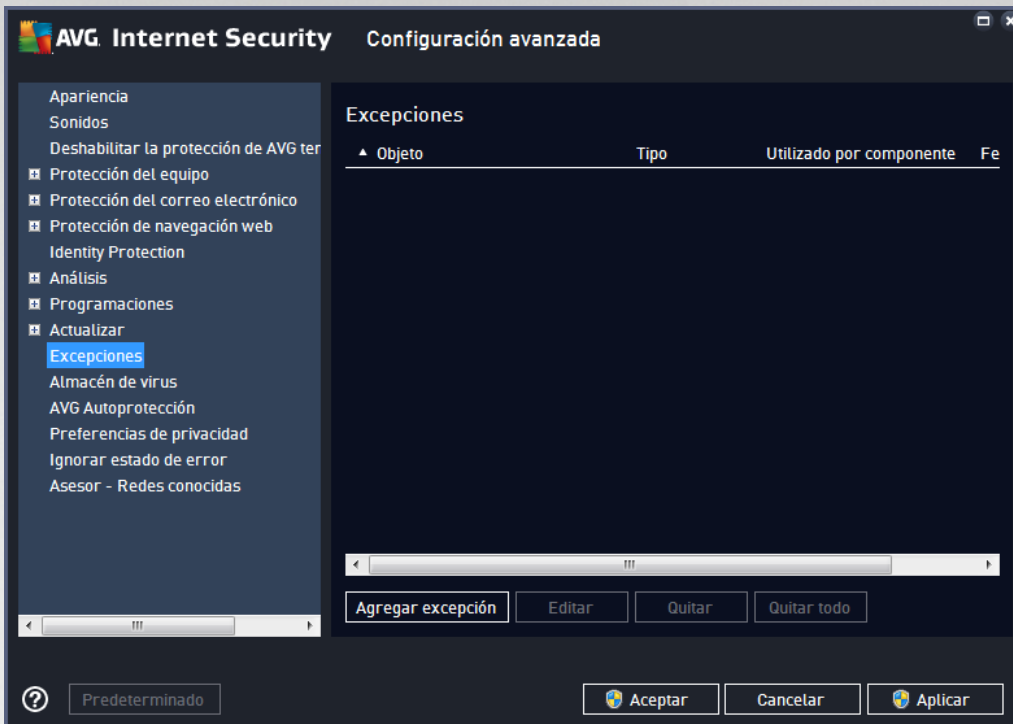 AVG. Internet Security Configuración avanzada
Apariencia
Sonidos
Deshabilitar la protección de AVG ter
Protección del equipo
Protección del correo electrónico
Protección de navegación web
Identity Protection
Análisis
Programaciones
Actualizar
Excepciones
Almacén de virus
AVG Autoprotección
Preferencias de privacidad
Ignorar estado de error
Asesor - Redes conocidas
Excepciones
Objeto Tipo Utilizado por componente Fe
Agregar excepción Editar Quitar Quitar todo
? Predeterminado Aceptar Cancelar Aplicar